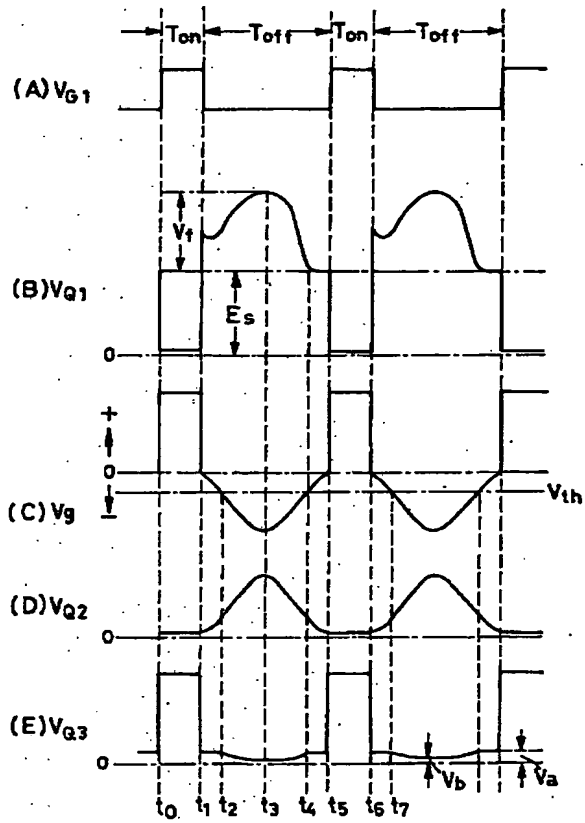 Ton Toff Ton Toff
(A) VG1
Vf
(B) VQ1
Es
0
+
0
Vth
(C) Vg
−
(D) VQ2
0
(E) VQ3
0
Vb Va
t0 t1 t2 t3 t4 t5 t6 t7